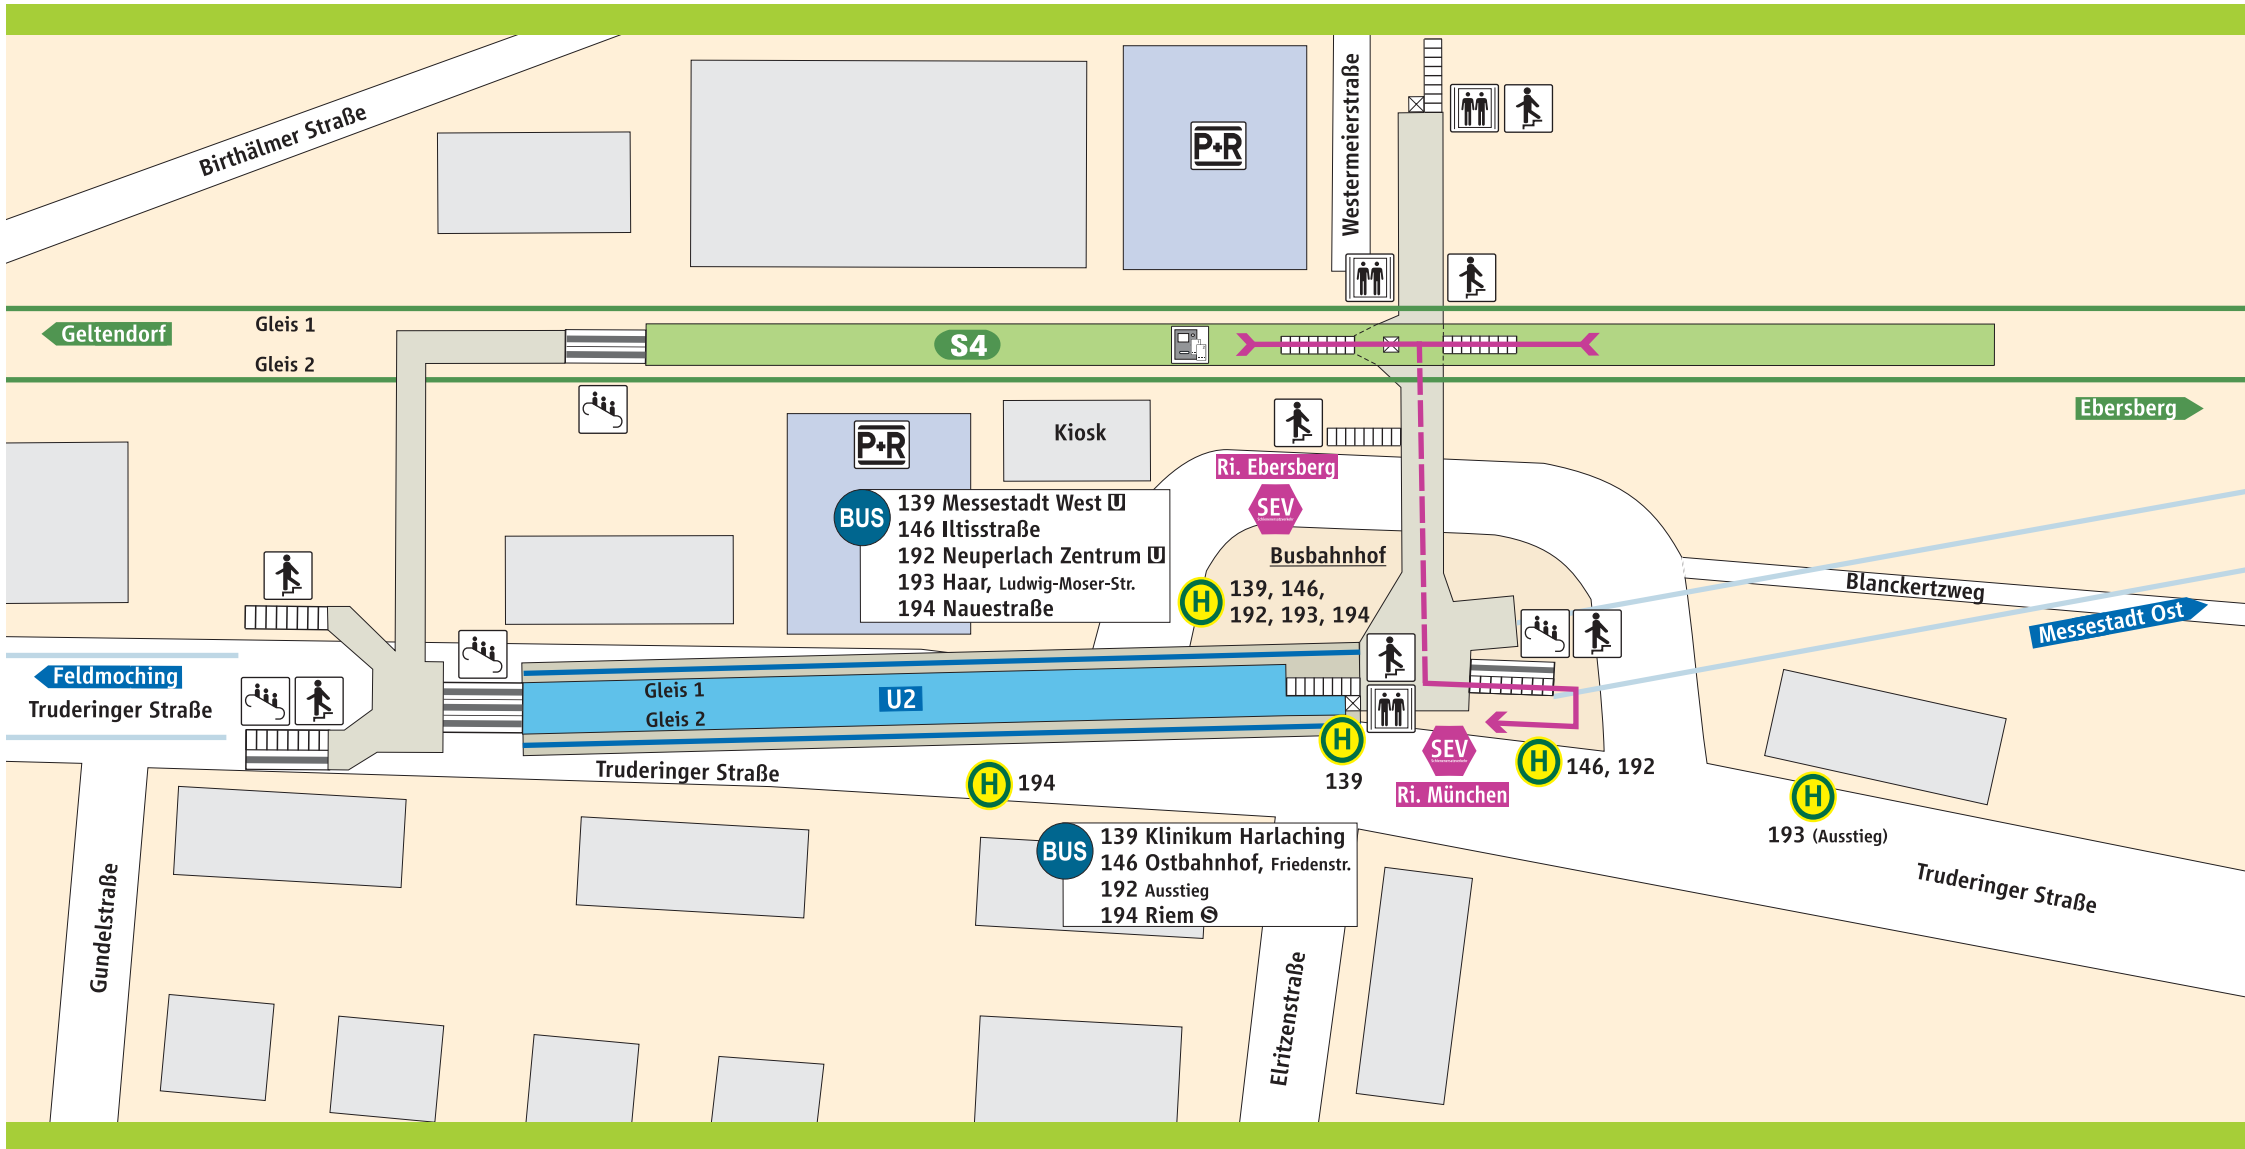 Birthälmer Straße
P+R
Westermeierstraße
Geltendorf
Gleis 1
Gleis 2
S4
Ebersberg
P+R
Kiosk
Ri. Ebersberg
SEV
BUS
139 Messestadt West U
146 Iltisstraße
192 Neuperlach Zentrum U
193 Haar, Ludwig-Moser-Str.
194 Nauestraße
Busbahnhof
H
139, 146,
192, 193, 194
Blanckertzweg
Messestadt Ost
Feldmoching
Truderinger Straße
Gleis 1
Gleis 2
U2
H
139
SEV
Ri. München
H
146, 192
Truderinger Straße
H
194
H
193 (Ausstieg)
BUS
139 Klinikum Harlaching
146 Ostbahnhof, Friedenstr.
192 Ausstieg
194 Riem S
Truderinger Straße
Gundelstraße
Elritzenstraße